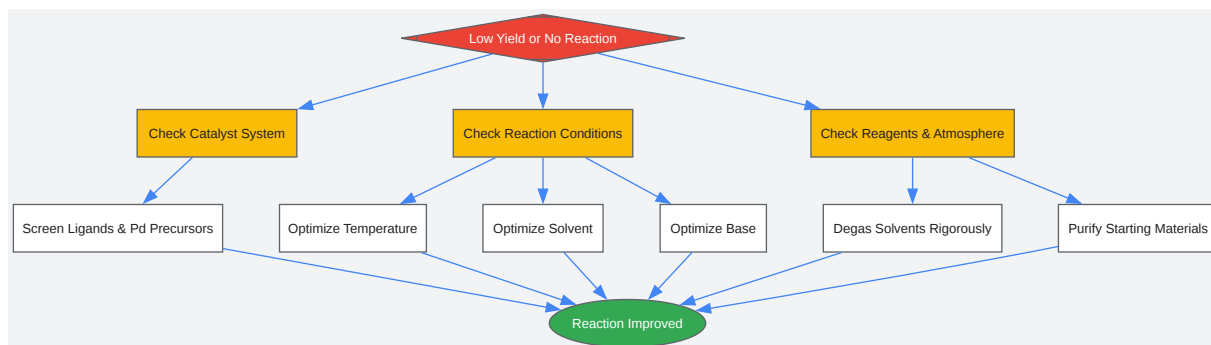 Low Yield or No Reaction
Check Catalyst System
Check Reaction Conditions
Check Reagents & Atmosphere
Screen Ligands & Pd Precursors
Optimize Temperature
Optimize Solvent
Optimize Base
Degas Solvents Rigorously
Purify Starting Materials
Reaction Improved